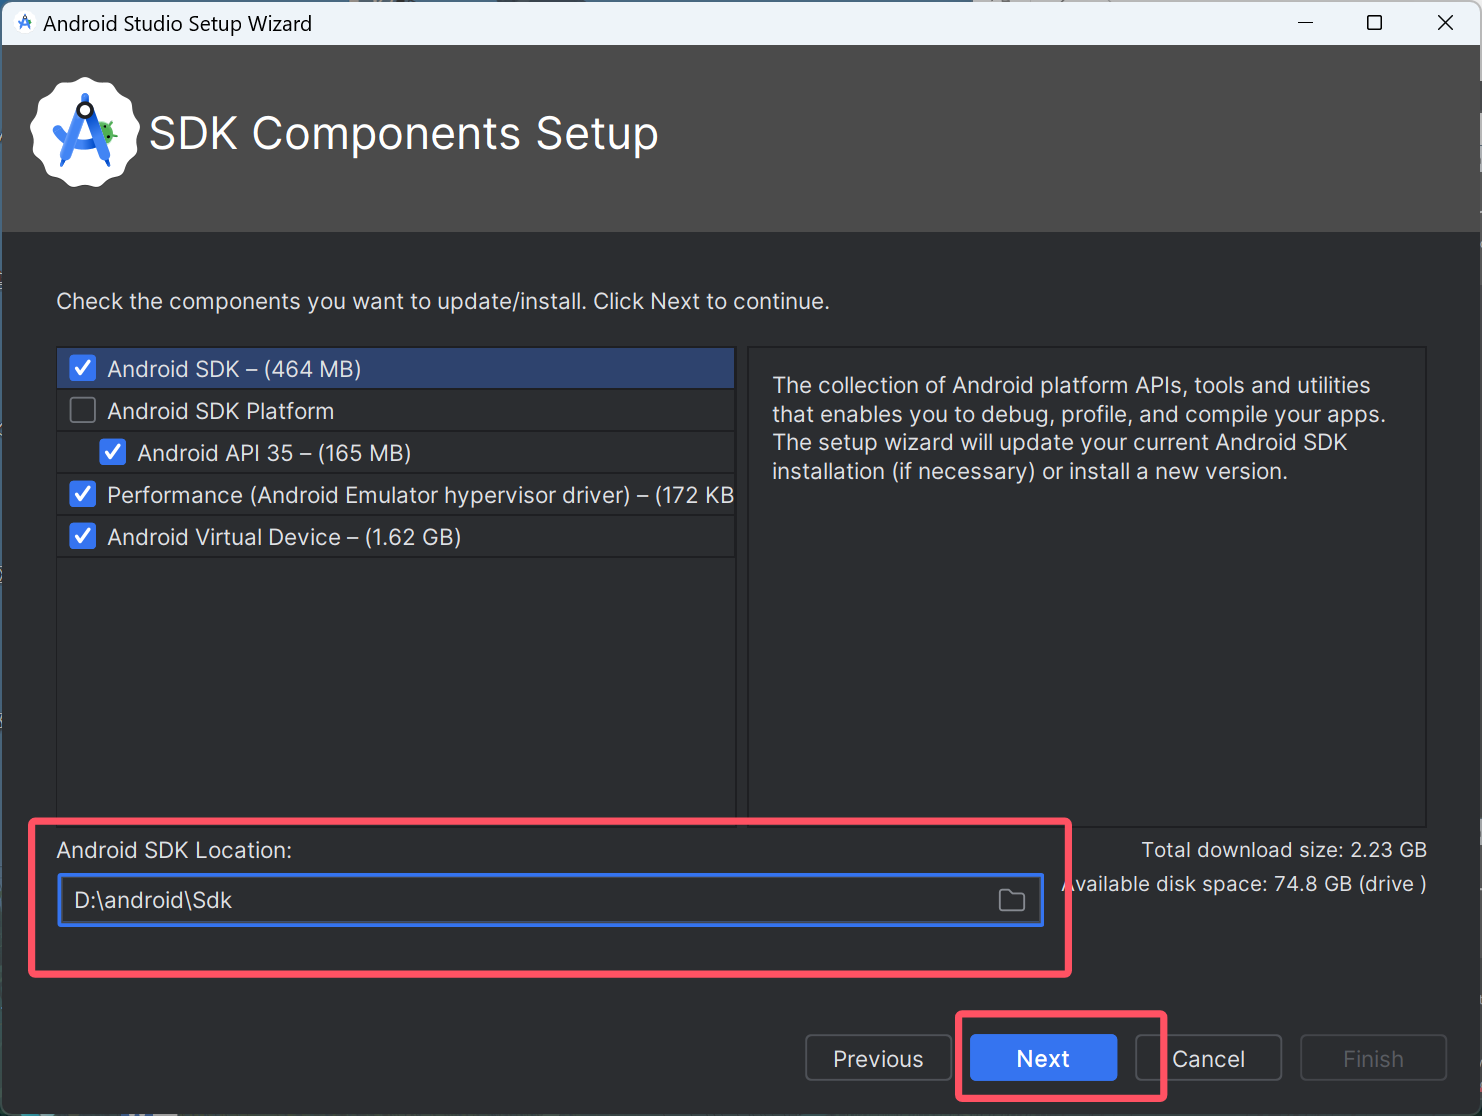 Android Studio Setup Wizard
SDK Components Setup
Check the components you want to update/install. Click Next to continue.
Android SDK – (464 MB)
Android SDK Platform
Android API 35 – (165 MB)
Performance (Android Emulator hypervisor driver) – (172 KB
Android Virtual Device – (1.62 GB)
The collection of Android platform APIs, tools and utilities
that enables you to debug, profile, and compile your apps.
The setup wizard will update your current Android SDK
installation (if necessary) or install a new version.
Android SDK Location:
D:\android\Sdk
Total download size: 2.23 GB
Available disk space: 74.8 GB (drive )
Previous
Next
Cancel
Finish